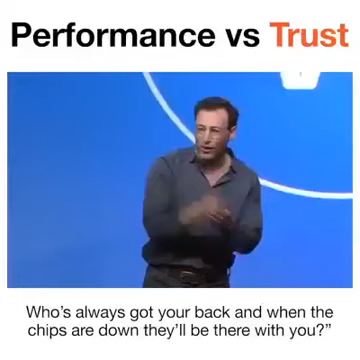 Performance vs Trust
Who's always got your back and when the
chips are down they'll be there with you?”